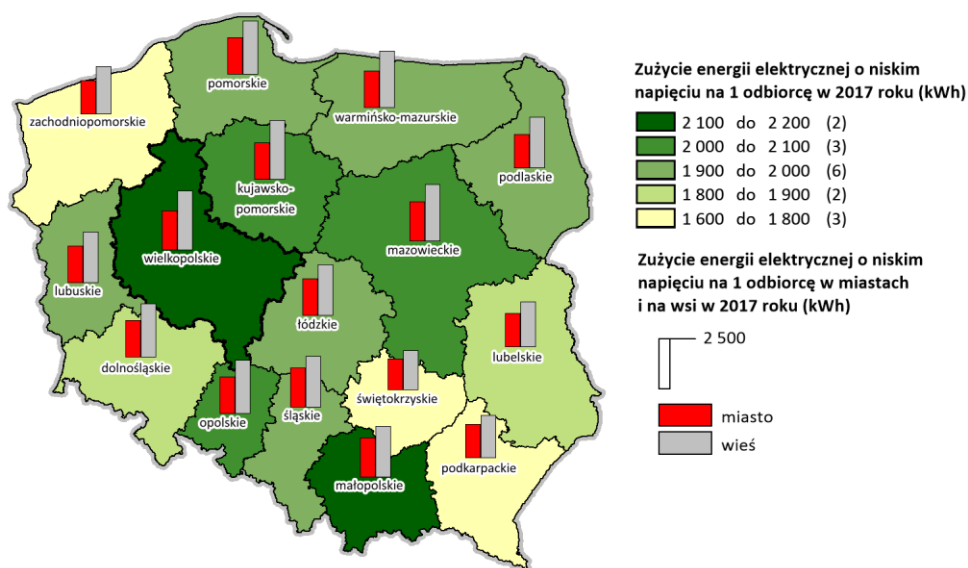 pomorskie
zachodniopomorskie
warmińsko-mazurskie
podlaskie
kujawsko-
pomorskie
mazowieckie
wielkopolskie
lubuskie
łódzkie
lubelskie
dolnośląskie
opolskie
śląskie
świętokrzyskie
małopolskie
podkarpackie
Zużycie energii elektrycznej o niskim
napięciu na 1 odbiorcę w 2017 roku (kWh)
2 100 do 2 200 (2)
2 000 do 2 100 (3)
1 900 do 2 000 (6)
1 800 do 1 900 (2)
1 600 do 1 800 (3)
Zużycie energii elektrycznej o niskim
napięciu na 1 odbiorcę w miastach
i na wsi w 2017 roku (kWh)
2 500
miasto
wieś